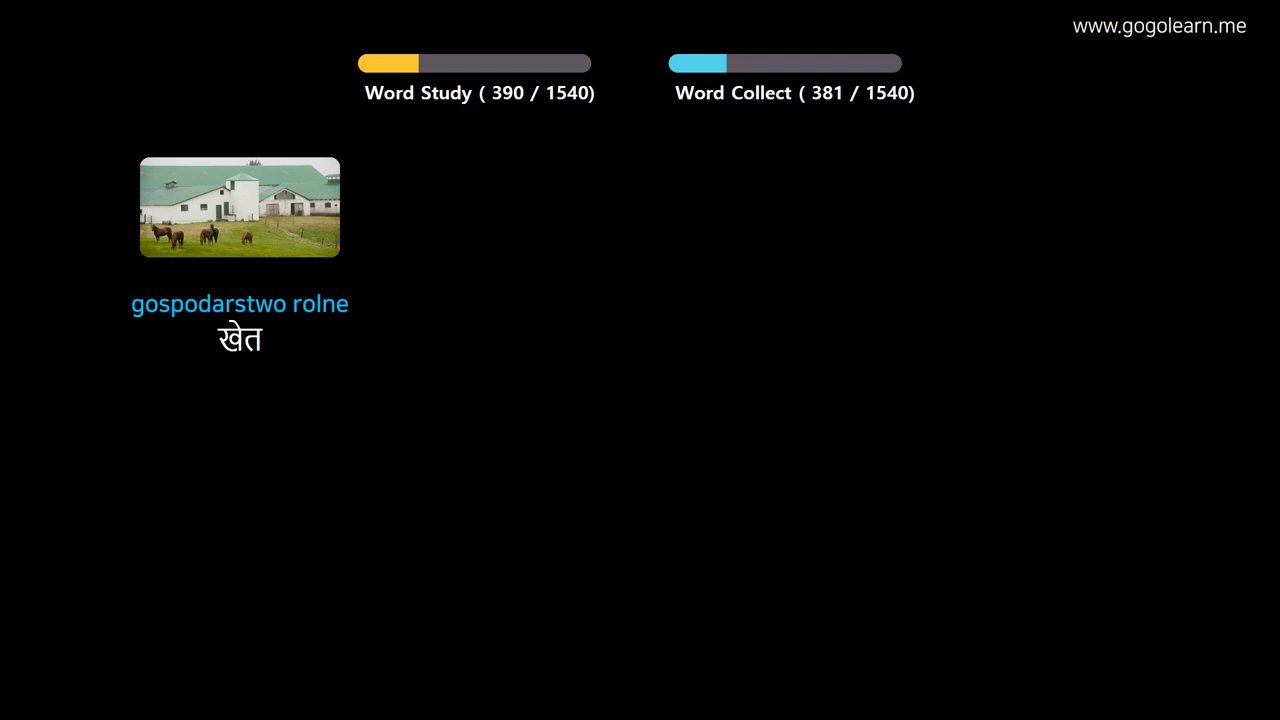 www.gogolearn.me
Word Study ( 390 / 1540)
Word Collect ( 381 / 1540)
gospodarstwo rolne
खेत